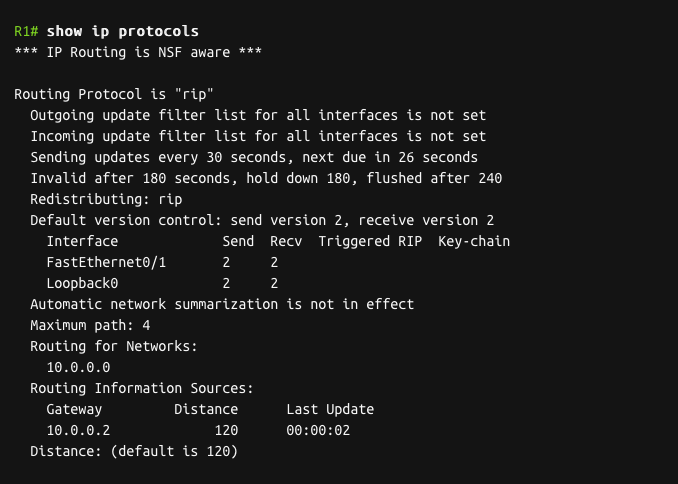 R1# show ip protocols
*** IP Routing is NSF aware ***

Routing Protocol is "rip"
  Outgoing update filter list for all interfaces is not set
  Incoming update filter list for all interfaces is not set
  Sending updates every 30 seconds, next due in 26 seconds
  Invalid after 180 seconds, hold down 180, flushed after 240
  Redistributing: rip
  Default version control: send version 2, receive version 2
    Interface             Send  Recv  Triggered RIP  Key-chain
    FastEthernet0/1       2     2
    Loopback0             2     2
  Automatic network summarization is not in effect
  Maximum path: 4
  Routing for Networks:
    10.0.0.0
  Routing Information Sources:
    Gateway         Distance      Last Update
    10.0.0.2             120      00:00:02
  Distance: (default is 120)